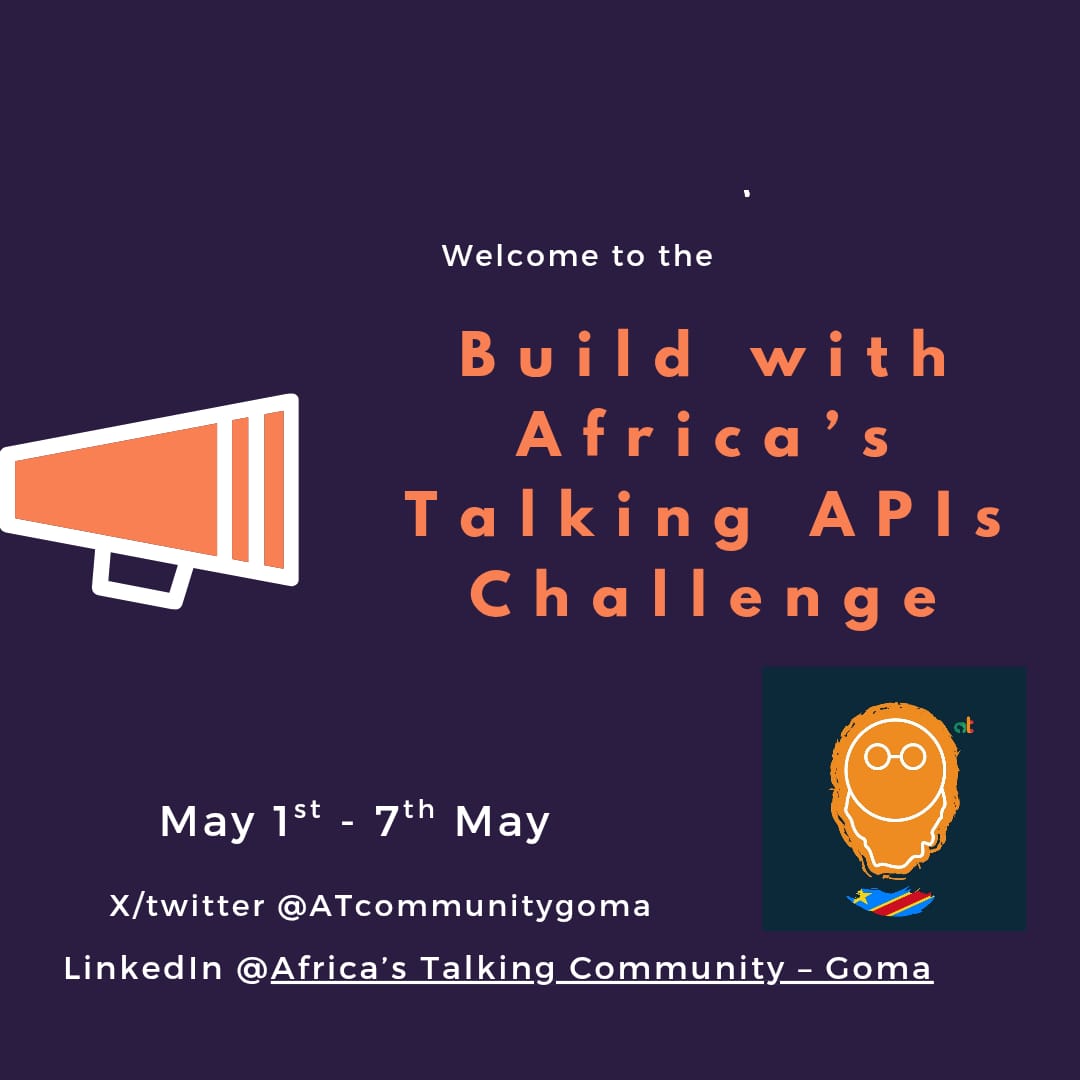 Welcome to the
Build with
Africa’s
Talking APIs
Challenge
at
May 1st - 7th May
X/twitter @ATcommunitygoma
LinkedIn @Africa’s Talking Community – Goma